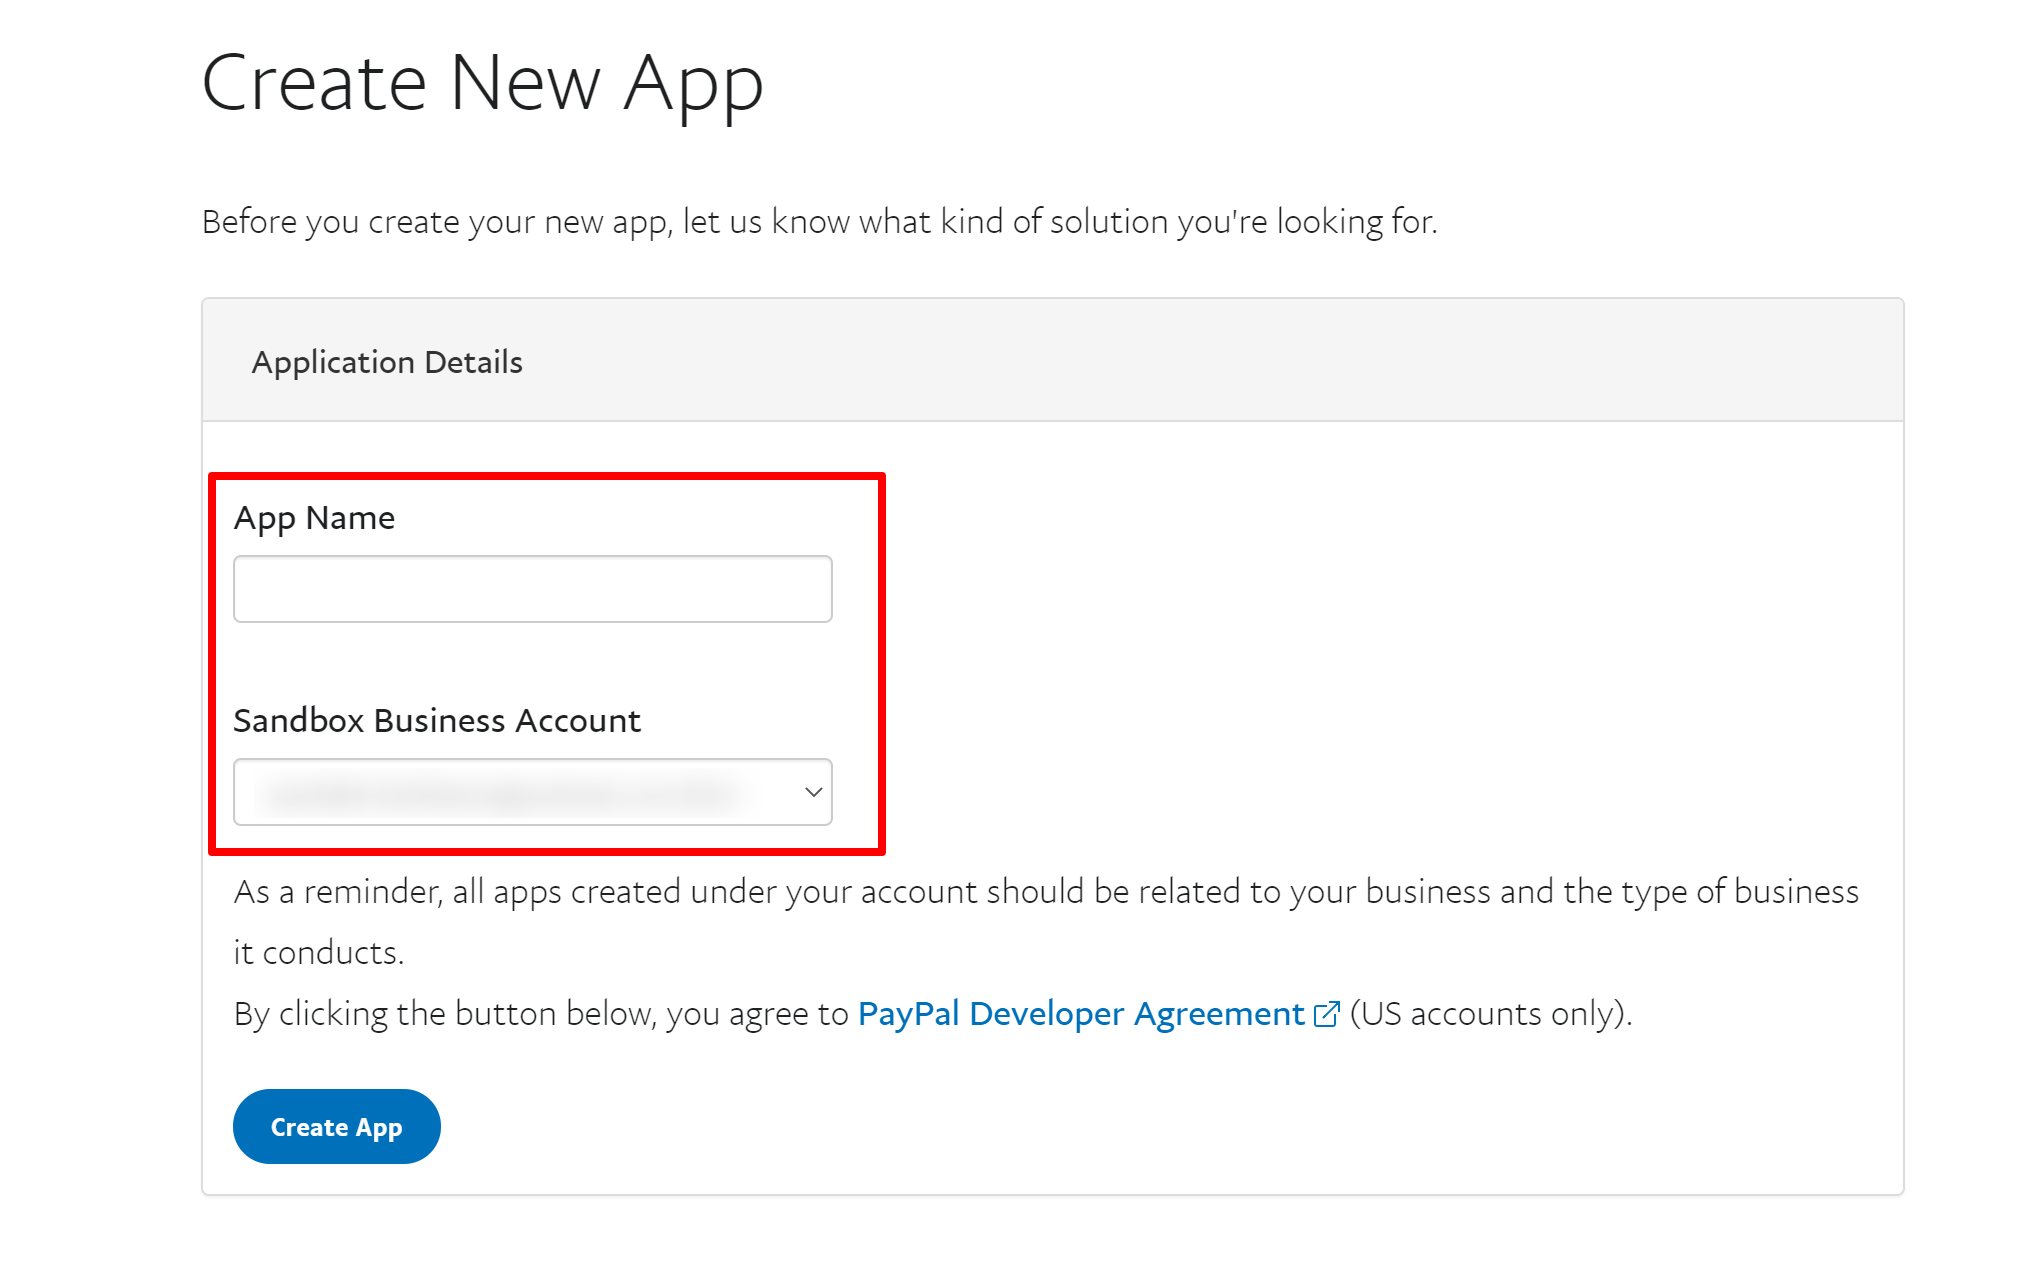 Create New App
Before you create your new app, let us know what kind of solution you're looking for.
Application Details
App Name
Sandbox Business Account
As a reminder, all apps created under your account should be related to your business and the type of business
it conducts.
By clicking the button below, you agree to PayPal Developer Agreement (US accounts only).
Create App